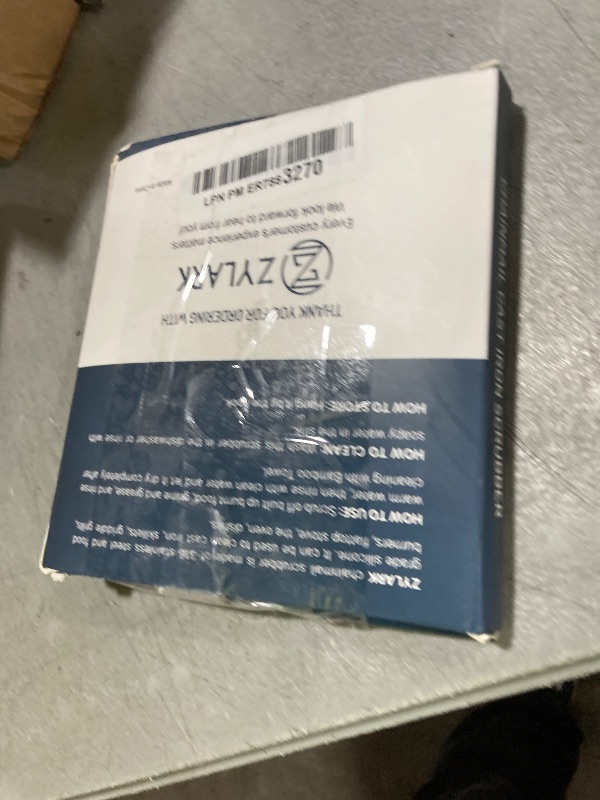 ZYLARK chainmail scrubber is made of 316 stainless steel and food
grade silicone. It can be used to clean cast iron, skillets, griddle, grills,
burners, flattop stove, the oven, dishes.
HOW TO USE: Scrub off built up burnt food, grime and grease, and rinse
warm water, then rinse with clean water and let it dry completely after
cleaning with Bamboo Towel.
HOW TO CLEAN: Wash the scrubber in the dishwasher or rinse with
soapy water in the sink.
HOW TO STORE: Hang it by the
THANK YOU FOR ORDERING WITH
ZYLARK
Every customer's experience matters
We look forward to hear from you!
LPN PM ER7883270
CHAINMAIL CAST IRON SCRUBBER